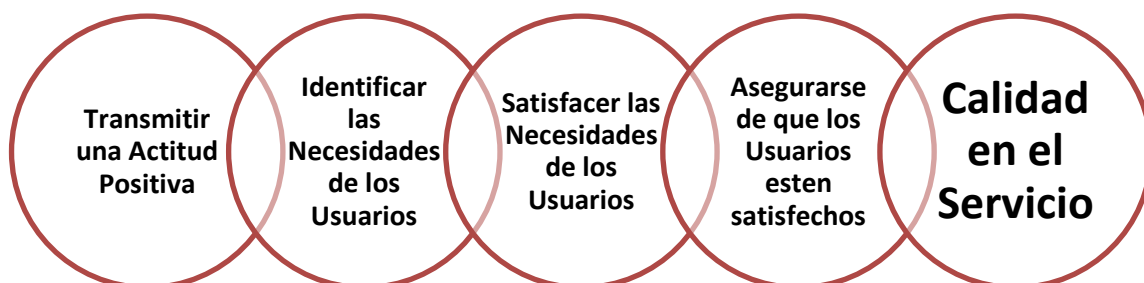 Transmitir
una Actitud
Positiva
Identificar
las
Necesidades
de los
Usuarios
Satisfacer las
Necesidades
de los
Usuarios
Asegurarse
de que los
Usuarios
esten
satisfechos
Calidad
en el
Servicio